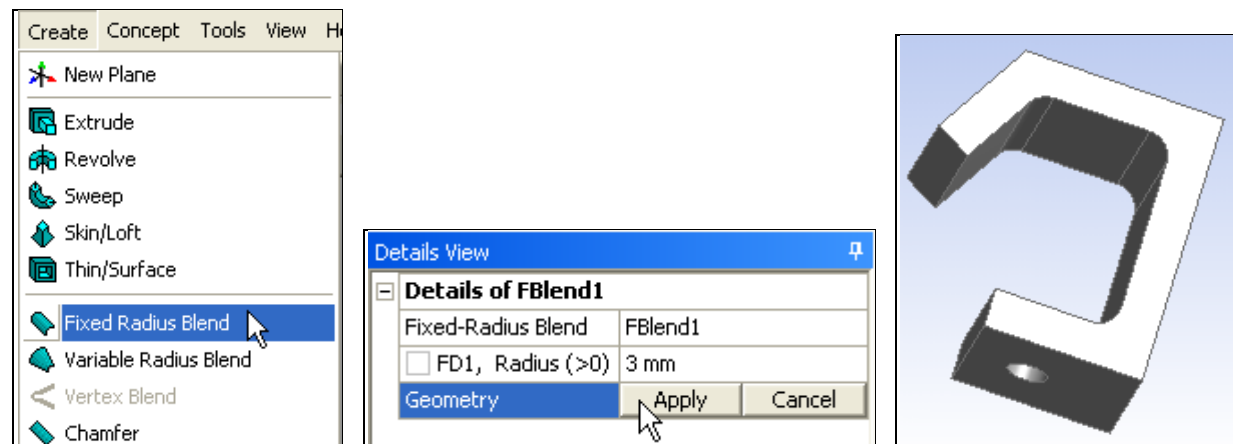 Create Concept Tools View
New Plane
Extrude
Revolve
Sweep
Skin/Loft
Thin/Surface
Fixed Radius Blend
Variable Radius Blend
Vertex Blend
Chamfer
Details View
Details of FBlend1
Fixed-Radius Blend FBlend1
FD1, Radius (>0) 3 mm
Geometry Apply Cancel